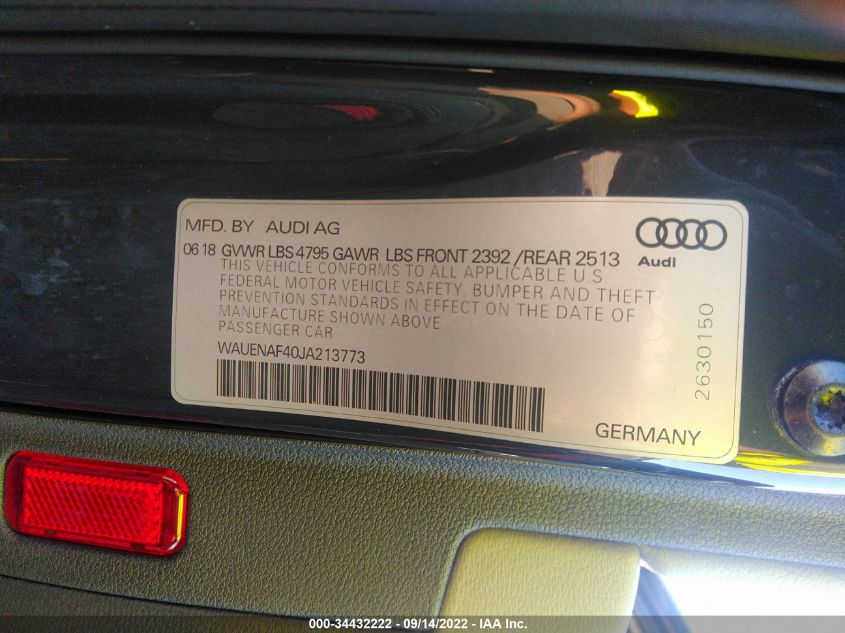 MFD. BY AUDI AG
06 18 GVWR LBS 4795 GAWR LBS FRONT 2392 /REAR 2513
Audi
THIS VEHICLE CONFORMS TO ALL APPLICABLE U.S.
FEDERAL MOTOR VEHICLE SAFETY, BUMPER AND THEFT
PREVENTION STANDARDS IN EFFECT ON THE DATE OF
MANUFACTURE SHOWN ABOVE
PASSENGER CAR
WAUENAF40JA213773
2630150
GERMANY
000-34432222 - 09/14/2022 - IAA Inc.